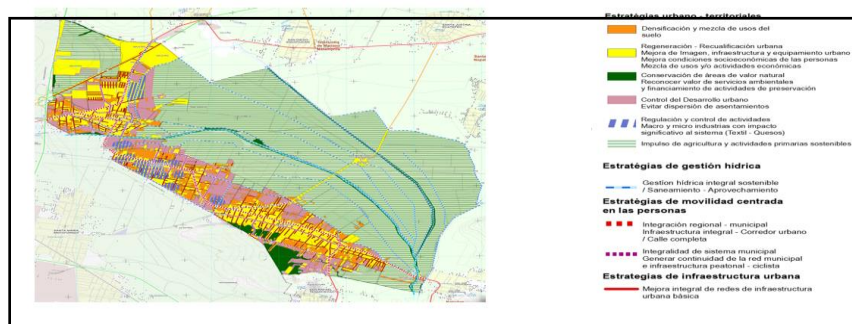 Estratégias urbano - territoriales
Densificación y mezcla de usos del
suelo
Regeneración - Recualificación urbana
Mejora de Imagen, infraestructura y equipamiento urbano
Mejora condiciones socioeconómicas de las personas
Mezcla de usos y/o actividades económicas
Conservación de áreas de valor natural
Reconocer valor de servicios ambientales
y financiamiento de actividades de preservación
Control del Desarrollo urbano
Evitar dispersión de asentamientos
Regulación y control de actividades
Macro y micro industrias con impacto
significativo al sistema (Textil - Quesos)
Impulso de agricultura y actividades primarias sostenibles
Estratégias de gestión hídrica
Gestion hídrica integral sostenible
/ Saneamiento - Aprovechamiento
Estratégias de movilidad centrada
en las personas
Integración regional - municipal
Infraestructura integral - Corredor urbano
/ Calle completa
Integralidad de sistema municipal
Generar continuidad de la red municipal
e infraestructura peatonal - ciclista
Estrategias de infraestructura urbana
Mejora integral de redes de infraestructura
urbana básica